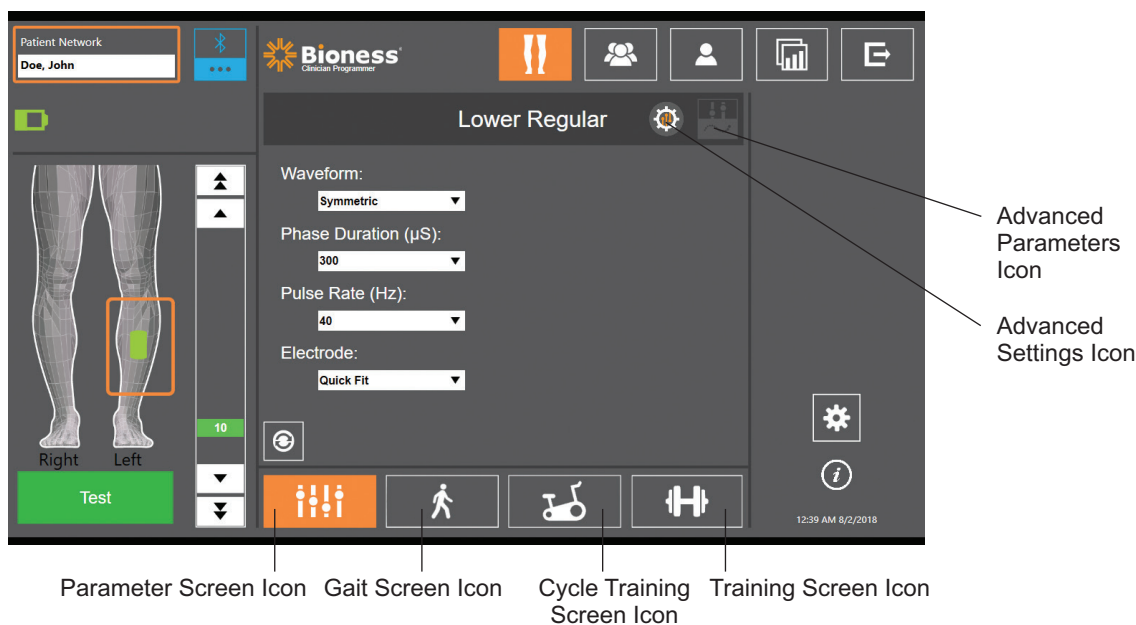 Patient Network
Doe, John
Bioness
Clinician Programmer
Lower Regular
Waveform:
Symmetric
Phase Duration (µS):
300
Pulse Rate (Hz):
40
Electrode:
Quick Fit
10
Right Left
Test
12:39 AM 8/2/2018
Advanced
Parameters
Icon
Advanced
Settings Icon
Parameter Screen Icon
Gait Screen Icon
Cycle Training
Screen Icon
Training Screen Icon